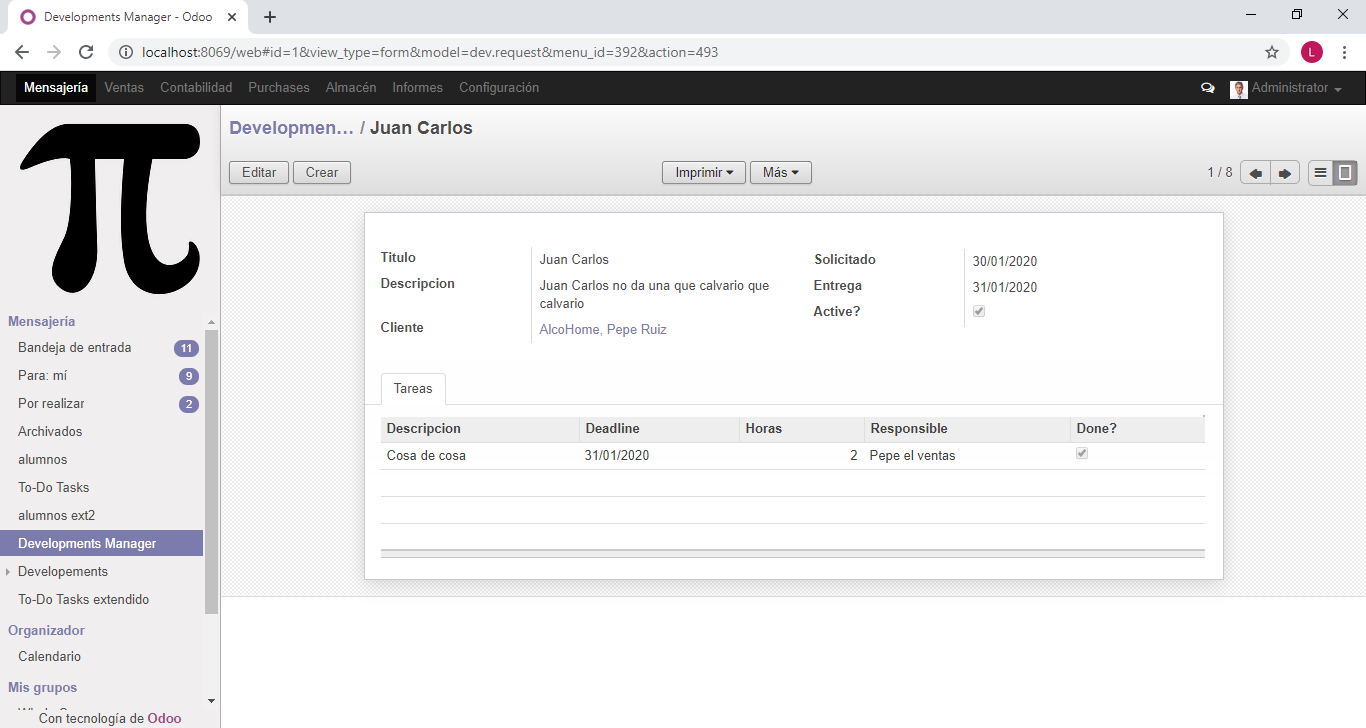 Developments Manager - Odoo
localhost:8069/web#id=1&view_type=form&model=dev.request&menu_id=392&action=493
L
Mensajería Ventas Contabilidad Purchases Almacén Informes Configuración Administrator
Developmen… / Juan Carlos
Editar Crear Imprimir Más 1 / 8
Mensajería
Bandeja de entrada 11
Para: mí 9
Por realizar 2
Archivados
alumnos
To-Do Tasks
alumnos ext2
Developments Manager
Developements
To-Do Tasks extendido
Organizador
Calendario
Mis grupos
Con tecnología de Odoo
Titulo Juan Carlos
Descripcion Juan Carlos no da una que calvario que
calvario
Cliente AlcoHome, Pepe Ruiz
Solicitado 30/01/2020
Entrega 31/01/2020
Active?
Tareas
Descripcion Deadline Horas Responsible Done?
Cosa de cosa 31/01/2020 2 Pepe el ventas